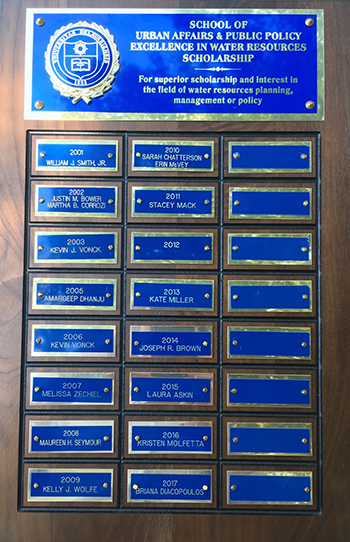 SCHOOL OF
URBAN AFFAIRS & PUBLIC POLICY
EXCELLENCE IN WATER RESOURCES
SCHOLARSHIP
For superior scholarship and interest in
the field of water resources planning,
management or policy
2001
WILLIAM J. SMITH, JR.
2002
JUSTIN M. BOWER
MARTHA B. CORROZI
2003
KEVIN J. VONCK
2005
AMARDEEP DHANJU
2006
KEVIN VONCK
2007
MELISSA ZECHIEL
2008
MAUREEN H. SEYMOUR
2009
KELLY J. WOLFE
2010
SARAH CHATTERSON
ERIN McVEY
2011
STACEY MACK
2012
2013
KATE MILLER
2014
JOSEPH R. BROWN
2015
LAURA ASKIN
2016
KRISTEN MOLFETTA
2017
BRIANA DIACOPOULOS